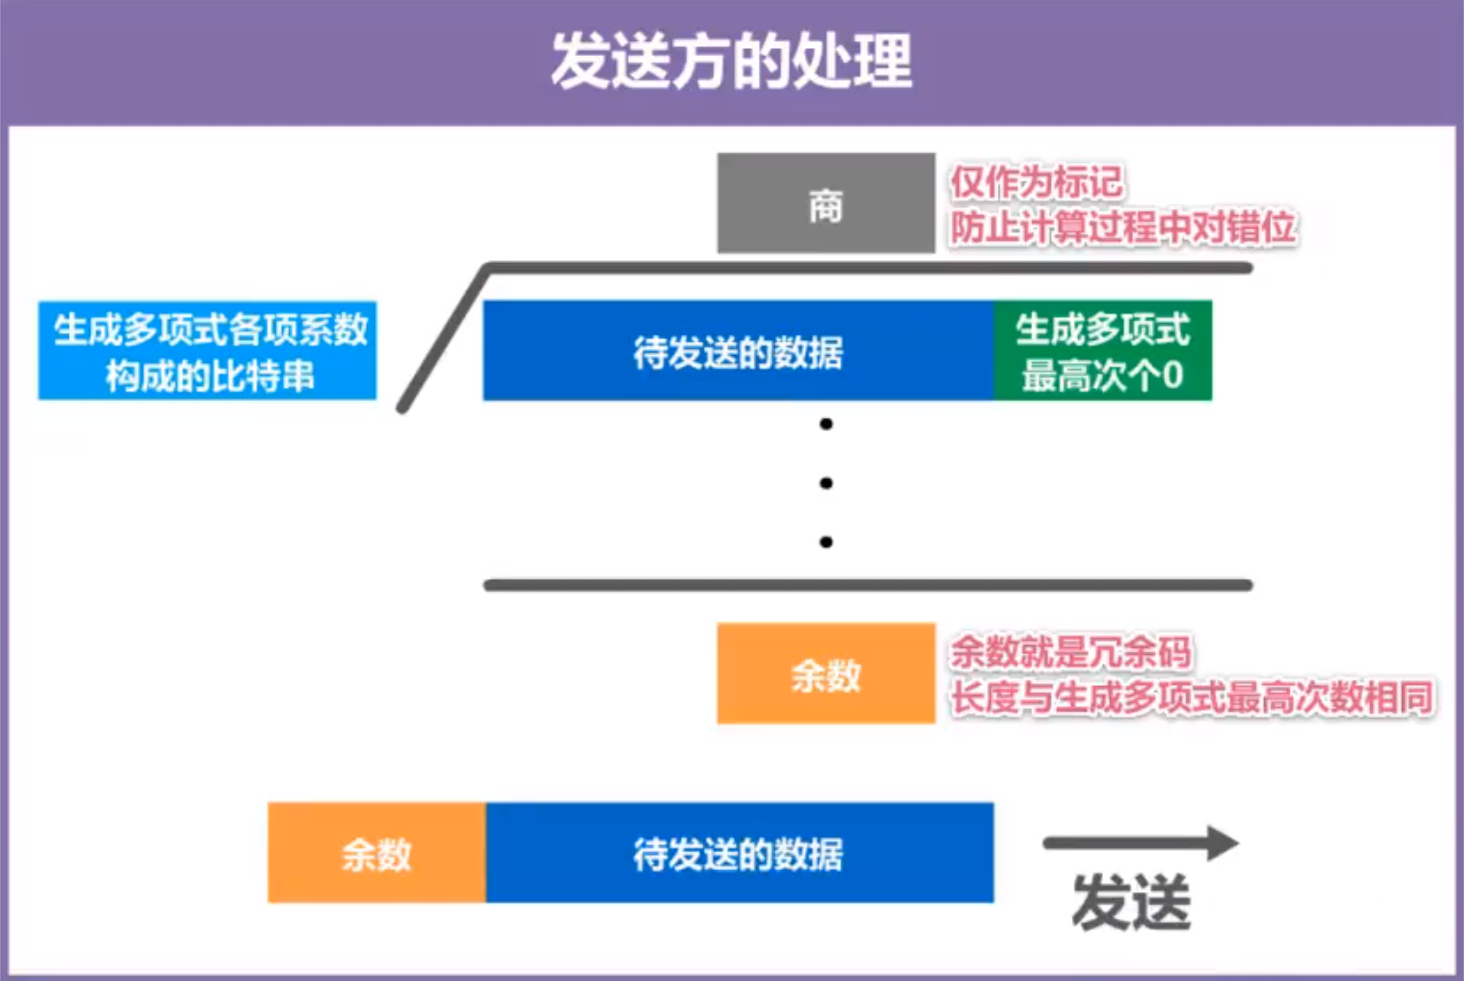 发送方的处理
商
仅作为标记
防止计算过程中对错位
生成多项式各项系数
构成的比特串
待发送的数据
生成多项式
最高次个0
余数
余数就是冗余码
长度与生成多项式最高次数相同
余数
待发送的数据
发送